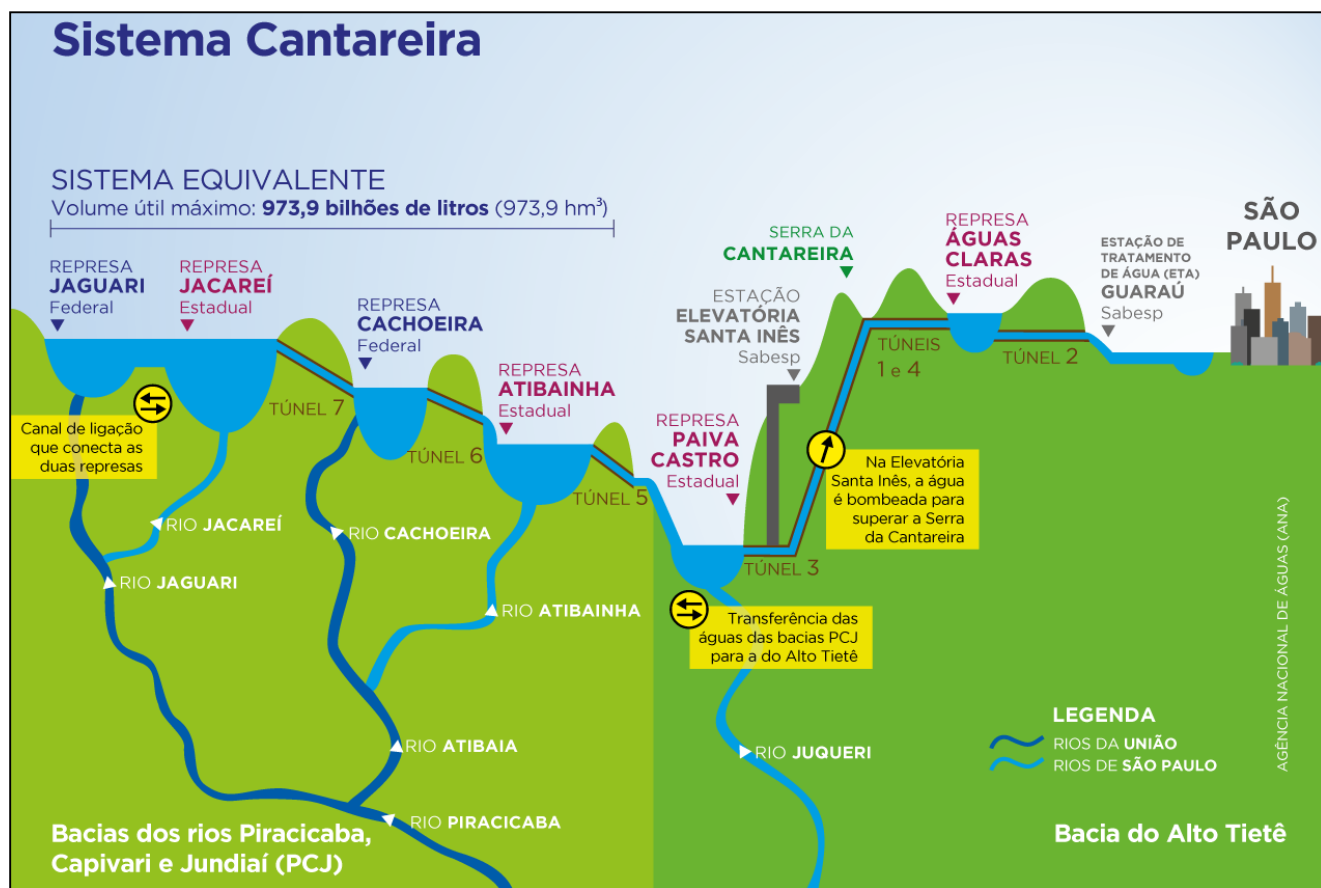 Sistema Cantareira
SISTEMA EQUIVALENTE
Volume útil máximo: 973,9 bilhões de litros (973,9 hm³)
REPRESA
JAGUARI
Federal
REPRESA
JACAREÍ
Estadual
REPRESA
CACHOEIRA
Federal
REPRESA
ATIBAINHA
Estadual
REPRESA
PAIVA
CASTRO
Estadual
ESTAÇÃO
ELEVATÓRIA
SANTA INÊS
Sabesp
SERRA DA
CANTAREIRA
REPRESA
ÁGUAS
CLARAS
Estadual
ESTAÇÃO DE
TRATAMENTO
DE ÁGUA (ETA)
GUARAÚ
Sabesp
SÃO
PAULO
TÚNEL 7
TÚNEL 6
TÚNEL 5
TÚNEL 3
TÚNEIS
1 e 4
TÚNEL 2
Canal de ligação
que conecta as
duas represas
Na Elevatória
Santa Inês, a água
é bombeada para
superar a Serra
da Cantareira
Transferência das
águas das bacias PCJ
para a do Alto Tietê
RIO JACAREÍ
RIO JAGUARI
RIO CACHOEIRA
RIO ATIBAINHA
RIO ATIBAIA
RIO PIRACICABA
RIO JUQUERI
LEGENDA
RIOS DA UNIÃO
RIOS DE SÃO PAULO
AGÊNCIA NACIONAL DE ÁGUAS (ANA)
Bacias dos rios Piracicaba,
Capivari e Jundiaí (PCJ)
Bacia do Alto Tietê